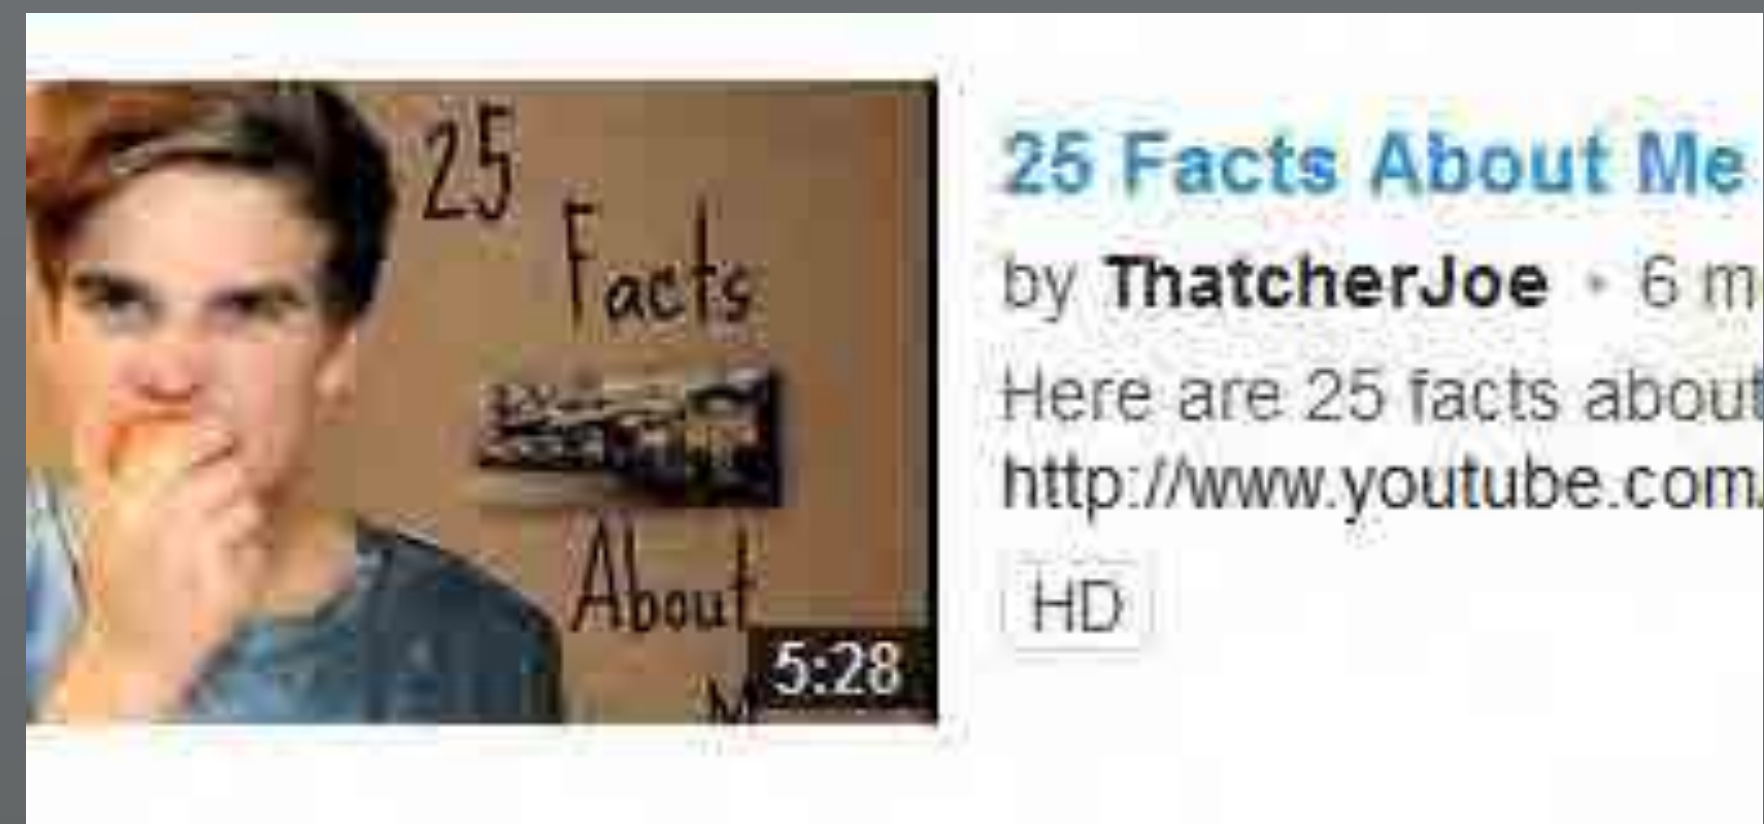 25
Facts
About
M
5:28
25 Facts About Me
by ThatcherJoe • 6 m
Here are 25 facts about
http://www.youtube.com/
HD